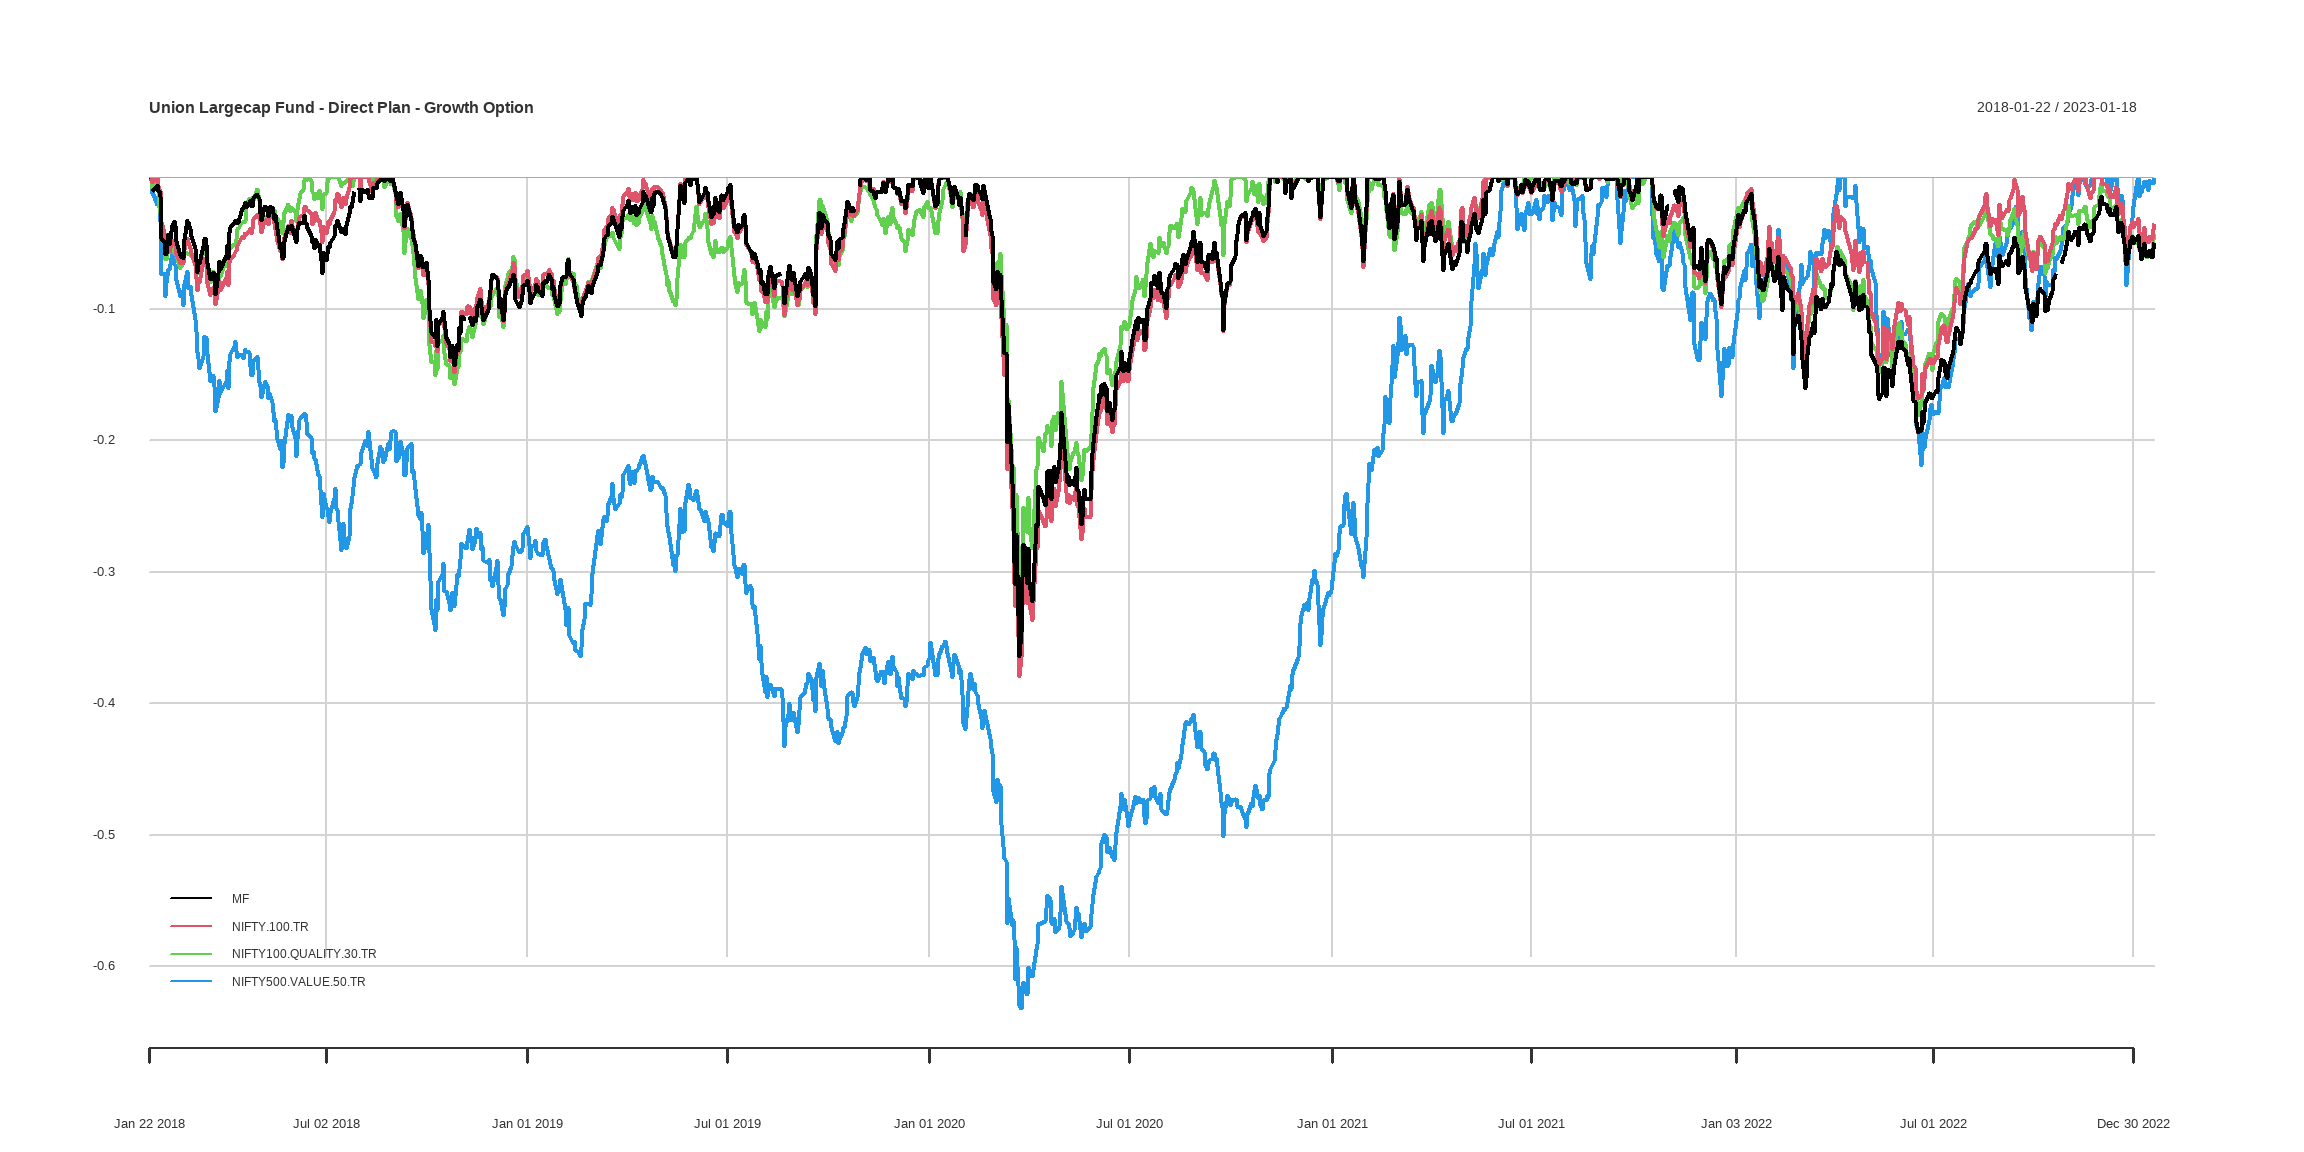 Union Largecap Fund - Direct Plan - Growth Option
2018-01-22 / 2023-01-18
-0.1
-0.2
-0.3
-0.4
-0.5
-0.6
MF
NIFTY.100.TR
NIFTY100.QUALITY.30.TR
NIFTY500.VALUE.50.TR
Jan 22 2018
Jul 02 2018
Jan 01 2019
Jul 01 2019
Jan 01 2020
Jul 01 2020
Jan 01 2021
Jul 01 2021
Jan 03 2022
Jul 01 2022
Dec 30 2022